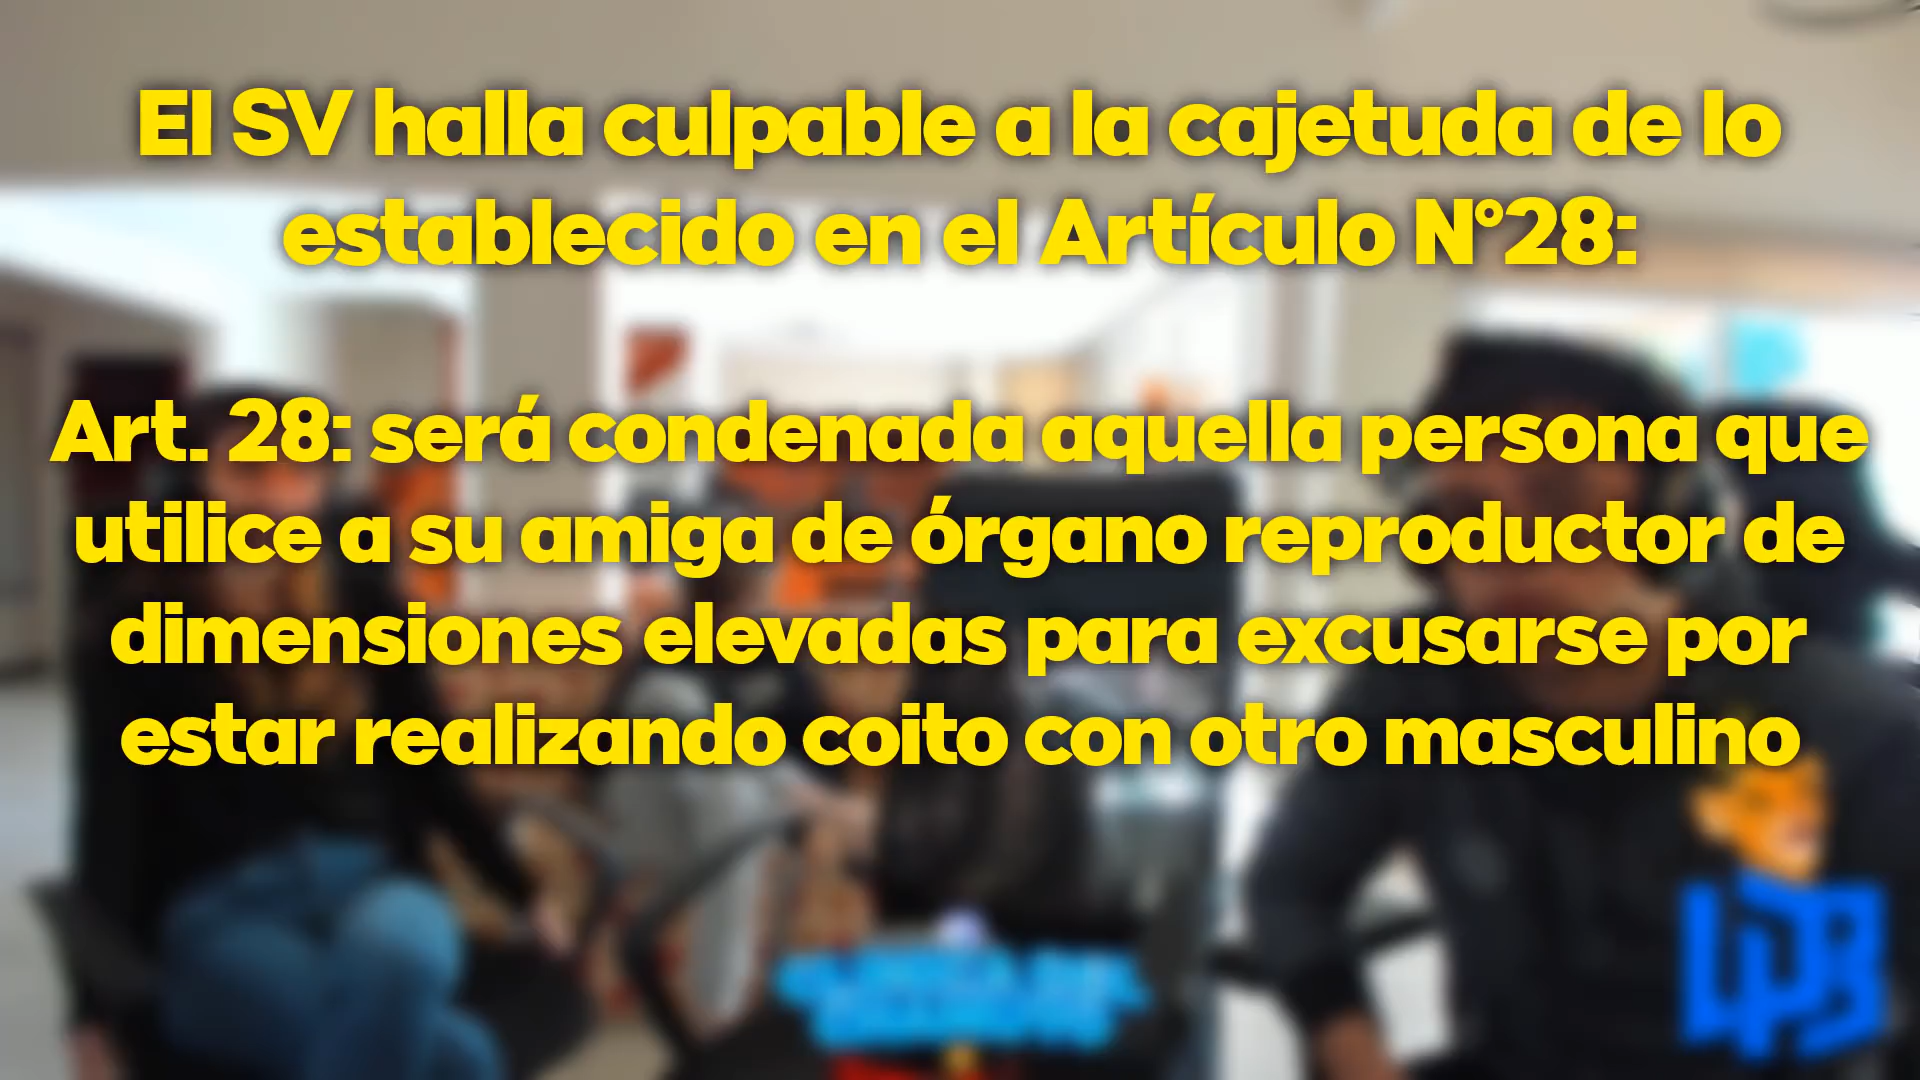 El SV halla culpable a la cajetuda de lo
establecido en el Artículo N°28:
Art. 28: será condenada aquella persona que
utilice a su amiga de órgano reproductor de
dimensiones elevadas para excusarse por
estar realizando coito con otro masculino